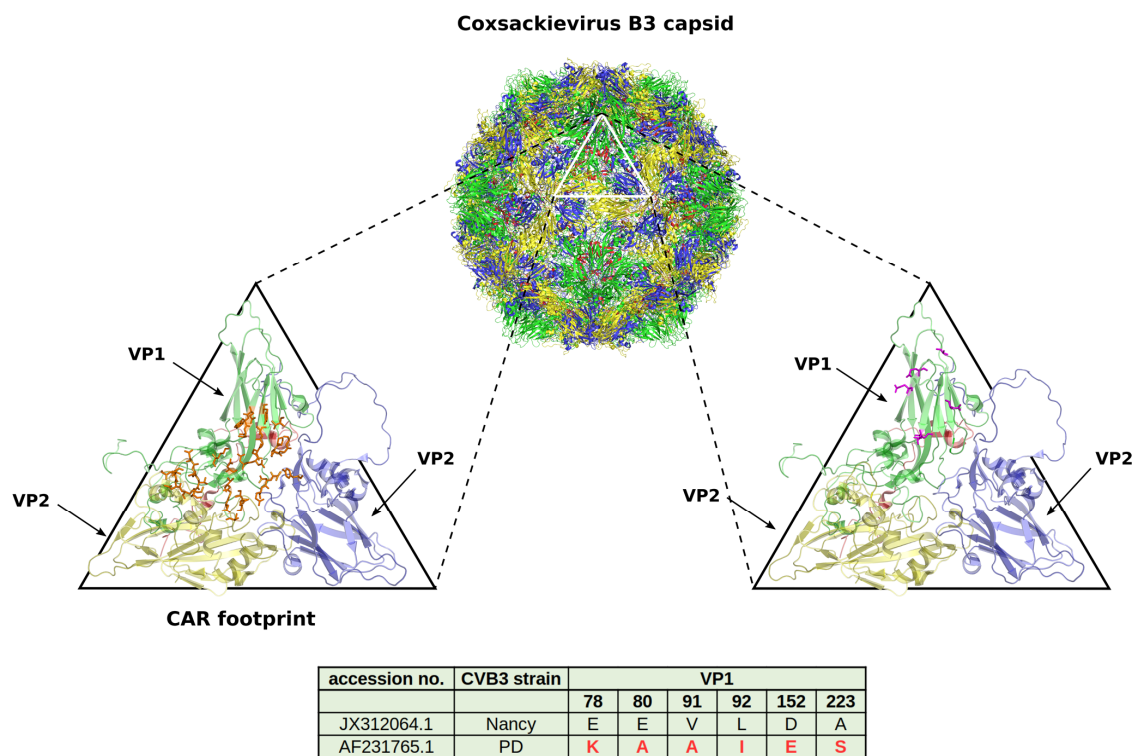 Coxsackievirus B3 capsid
VP1
VP1
VP2
VP2
VP2
VP2
CAR footprint
accession no. CVB3 strain VP1
78 80 91 92 152 223
JX312064.1 Nancy E E V L D A
AF231765.1 PD K A A I E S